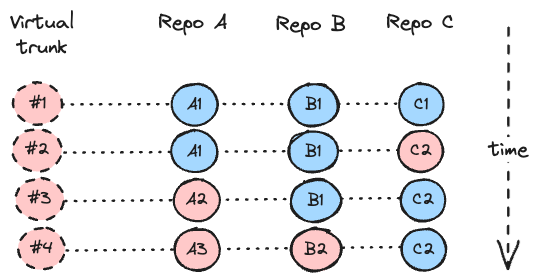 Virtual
trunk
Repo A
Repo B
Repo C
#1
A1
B1
C1
#2
A1
B1
C2
time
#3
A2
B1
C2
#4
A3
B2
C2